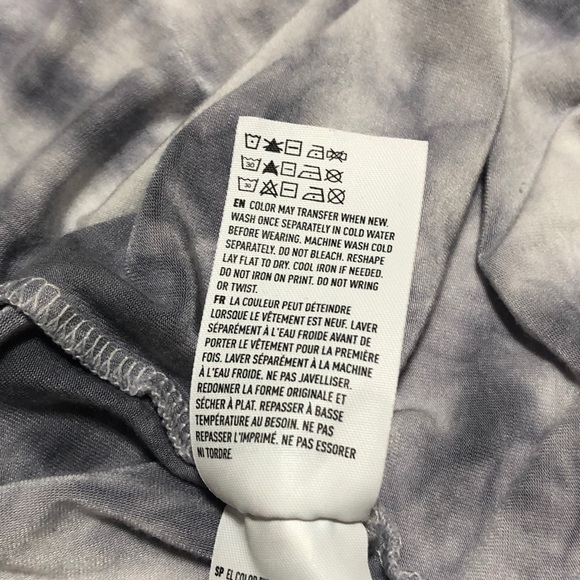 30
30
EN COLOR MAY TRANSFER WHEN NEW.
WASH ONCE SEPARATELY IN COLD WATER
BEFORE WEARING. MACHINE WASH COLD
SEPARATELY. DO NOT BLEACH. RESHAPE
LAY FLAT TO DRY. COOL IRON IF NEEDED.
DO NOT IRON ON PRINT. DO NOT WRING
OR TWIST.
FR LA COULEUR PEUT DÉTEINDRE
LORSQUE LE VÊTEMENT EST NEUF. LAVER
SÉPARÉMENT À L'EAU FROIDE AVANT DE
PORTER LE VÊTEMENT POUR LA PREMIÈRE
FOIS. LAVER SÉPARÉMENT À LA MACHINE
À L'EAU FROIDE. NE PAS JAVELLISER.
REDONNER LA FORME ORIGINALE ET
SÉCHER À PLAT. REPASSER À BASSE
TEMPÉRATURE AU BESOIN. NE PAS
REPASSER L'IMPRIMÉ. NE PAS ESSORER
NI TORDRE.
SP EL COLOR